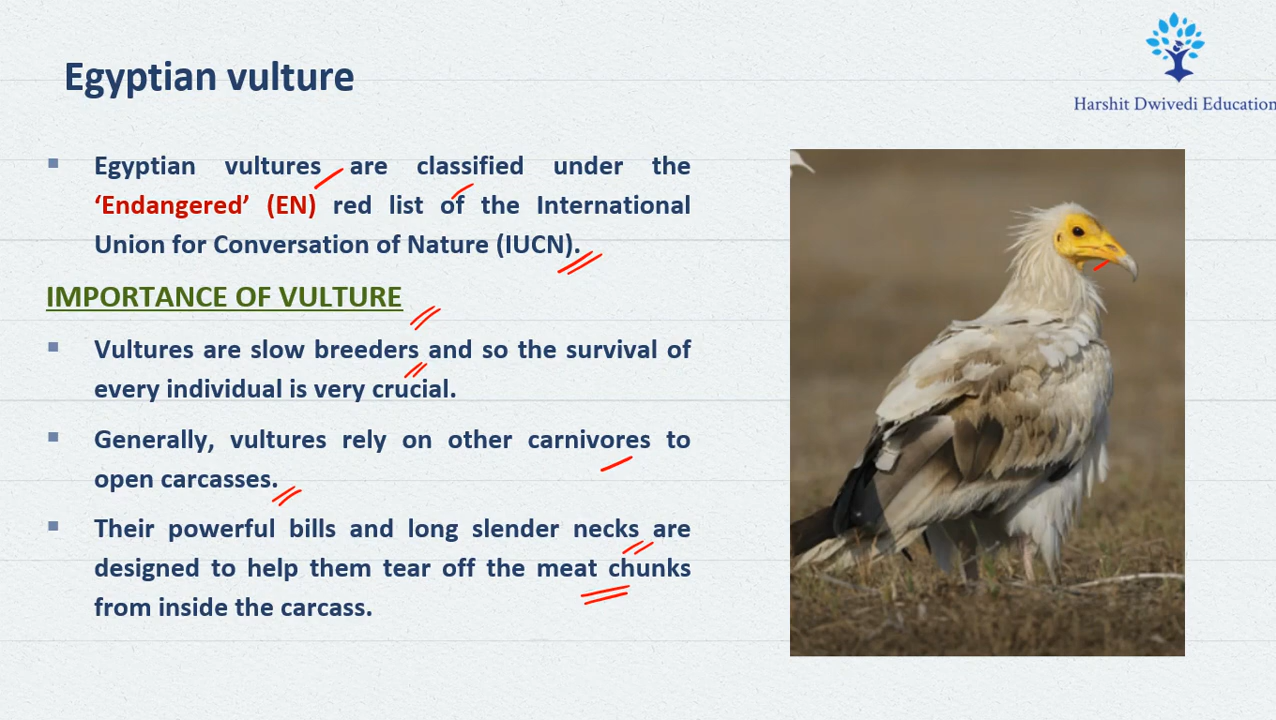 Egyptian vulture
Harshit Dwivedi Education
Egyptian vultures are classified under the
‘Endangered’ (EN) red list of the International
Union for Conversation of Nature (IUCN).
IMPORTANCE OF VULTURE
Vultures are slow breeders and so the survival of
every individual is very crucial.
Generally, vultures rely on other carnivores to
open carcasses.
Their powerful bills and long slender necks are
designed to help them tear off the meat chunks
from inside the carcass.